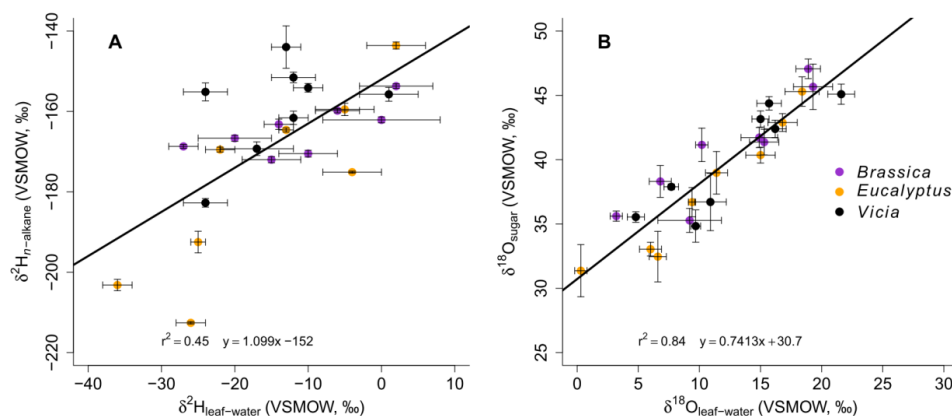 A
δ²Hn−alkane (VSMOW, ‰)
−140
−160
−180
−200
−220
r² = 0.45 y = 1.099x −152
−40 −30 −20 −10 0 10
δ²Hleaf−water (VSMOW, ‰)
B
δ¹⁸Osugar (VSMOW, ‰)
50
45
40
35
30
25
Brassica
Eucalyptus
Vicia
r² = 0.84 y = 0.7413x + 30.7
0 5 10 15 20 25 30
δ¹⁸Oleaf−water (VSMOW, ‰)